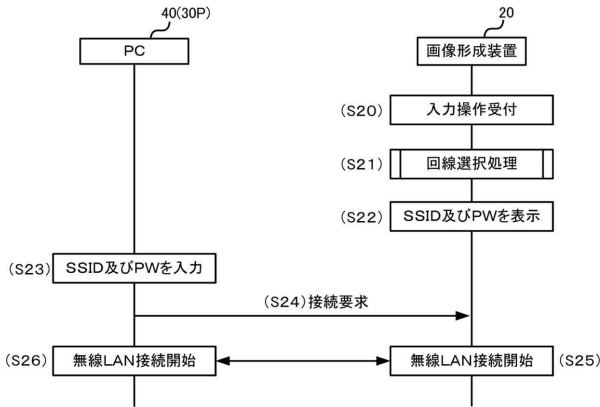 40(30P)
20
PC
画像形成装置
(S20)
入力操作受付
(S21)
回線選択処理
(S22)
SSID及びPWを表示
(S23)
SSID及びPWを入力
(S24)接続要求
(S26)
無線LAN接続開始
無線LAN接続開始
(S25)